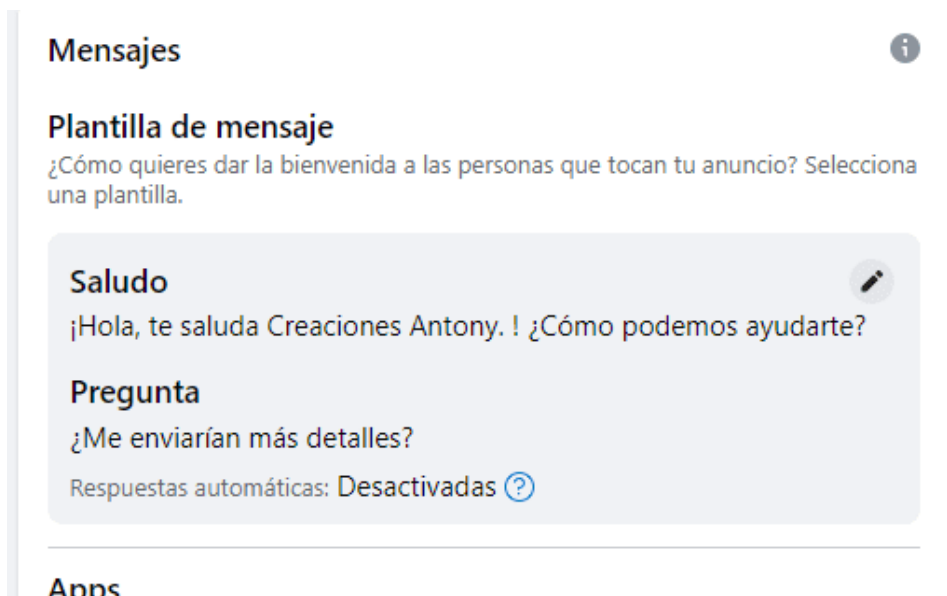 Mensajes
Plantilla de mensaje
¿Cómo quieres dar la bienvenida a las personas que tocan tu anuncio? Selecciona
una plantilla.
Saludo
¡Hola, te saluda Creaciones Antony. ! ¿Cómo podemos ayudarte?
Pregunta
¿Me enviarían más detalles?
Respuestas automáticas: Desactivadas
Apps